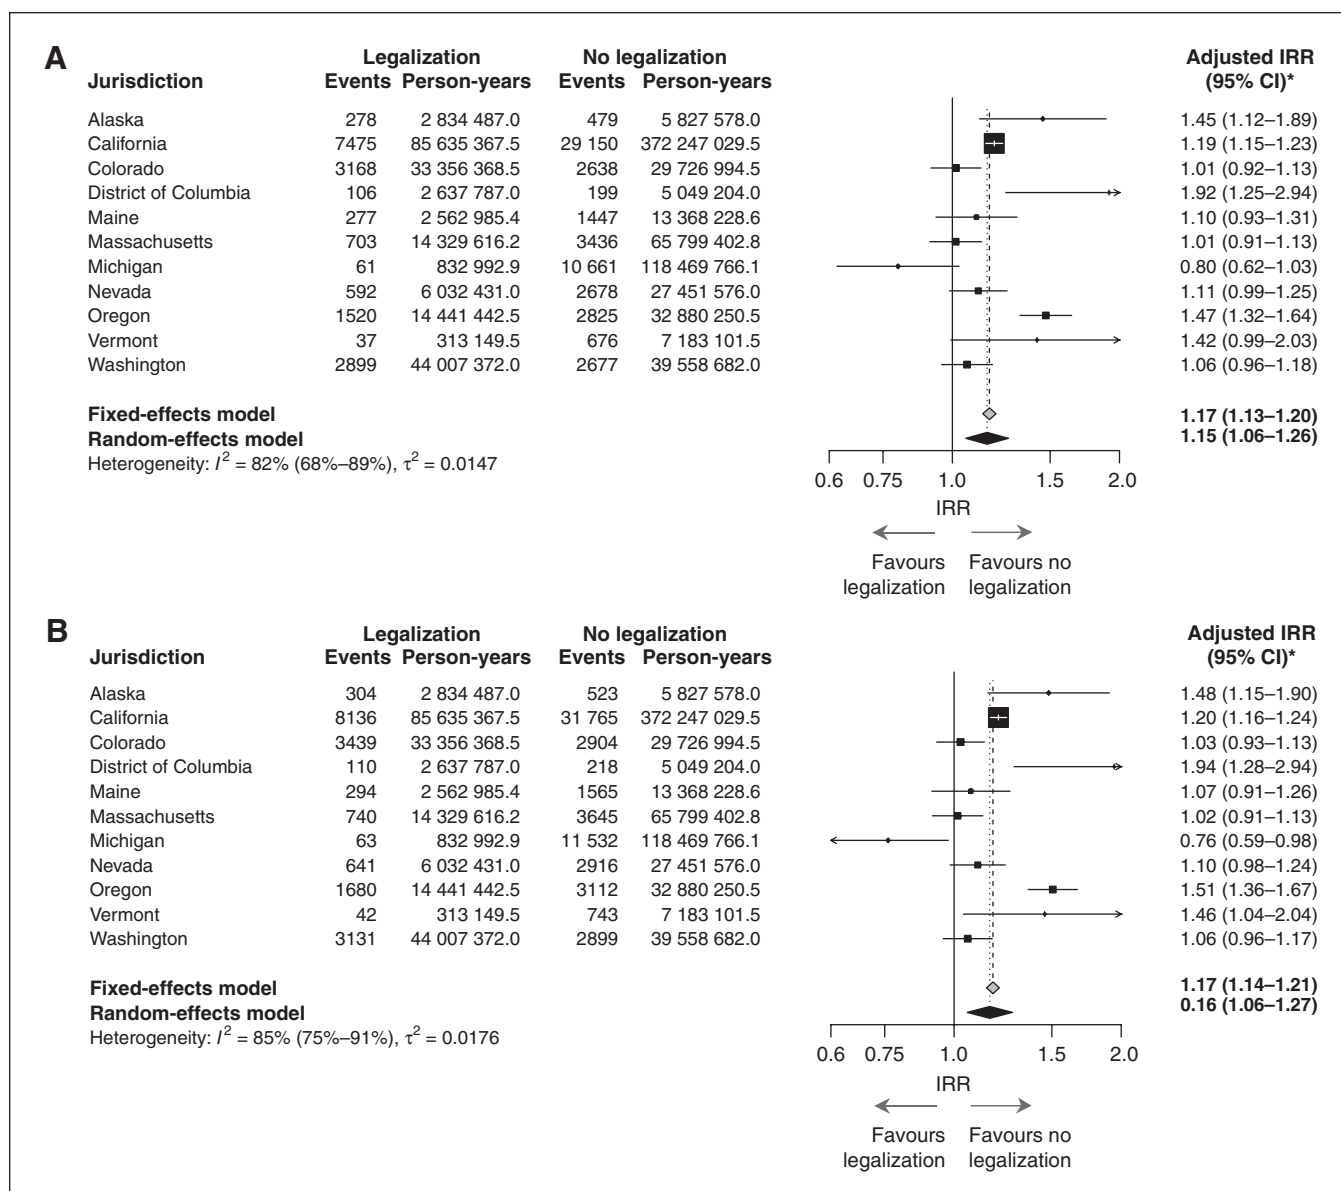 A
Legalization No legalization Adjusted IRR
Jurisdiction Events Person-years Events Person-years (95% CI)*
Alaska 278 2 834 487.0 479 5 827 578.0 1.45 (1.12–1.89)
California 7475 85 635 367.5 29 150 372 247 029.5 1.19 (1.15–1.23)
Colorado 3168 33 356 368.5 2638 29 726 994.5 1.01 (0.92–1.13)
District of Columbia 106 2 637 787.0 199 5 049 204.0 1.92 (1.25–2.94)
Maine 277 2 562 985.4 1447 13 368 228.6 1.10 (0.93–1.31)
Massachusetts 703 14 329 616.2 3436 65 799 402.8 1.01 (0.91–1.13)
Michigan 61 832 992.9 10 661 118 469 766.1 0.80 (0.62–1.03)
Nevada 592 6 032 431.0 2678 27 451 576.0 1.11 (0.99–1.25)
Oregon 1520 14 441 442.5 2825 32 880 250.5 1.47 (1.32–1.64)
Vermont 37 313 149.5 676 7 183 101.5 1.42 (0.99–2.03)
Washington 2899 44 007 372.0 2677 39 558 682.0 1.06 (0.96–1.18)
Fixed-effects model 1.17 (1.13–1.20)
Random-effects model 1.15 (1.06–1.26)
Heterogeneity: I² = 82% (68%–89%), τ² = 0.0147
0.6 0.75 1.0 1.5 2.0
IRR
Favours Favours no
legalization legalization
B
Legalization No legalization Adjusted IRR
Jurisdiction Events Person-years Events Person-years (95% CI)*
Alaska 304 2 834 487.0 523 5 827 578.0 1.48 (1.15–1.90)
California 8136 85 635 367.5 31 765 372 247 029.5 1.20 (1.16–1.24)
Colorado 3439 33 356 368.5 2904 29 726 994.5 1.03 (0.93–1.13)
District of Columbia 110 2 637 787.0 218 5 049 204.0 1.94 (1.28–2.94)
Maine 294 2 562 985.4 1565 13 368 228.6 1.07 (0.91–1.26)
Massachusetts 740 14 329 616.2 3645 65 799 402.8 1.02 (0.91–1.13)
Michigan 63 832 992.9 11 532 118 469 766.1 0.76 (0.59–0.98)
Nevada 641 6 032 431.0 2916 27 451 576.0 1.10 (0.98–1.24)
Oregon 1680 14 441 442.5 3112 32 880 250.5 1.51 (1.36–1.67)
Vermont 42 313 149.5 743 7 183 101.5 1.46 (1.04–2.04)
Washington 3131 44 007 372.0 2899 39 558 682.0 1.06 (0.96–1.17)
Fixed-effects model 1.17 (1.14–1.21)
Random-effects model 0.16 (1.06–1.27)
Heterogeneity: I² = 85% (75%–91%), τ² = 0.0176
0.6 0.75 1.0 1.5 2.0
IRR
Favours Favours no
legalization legalization